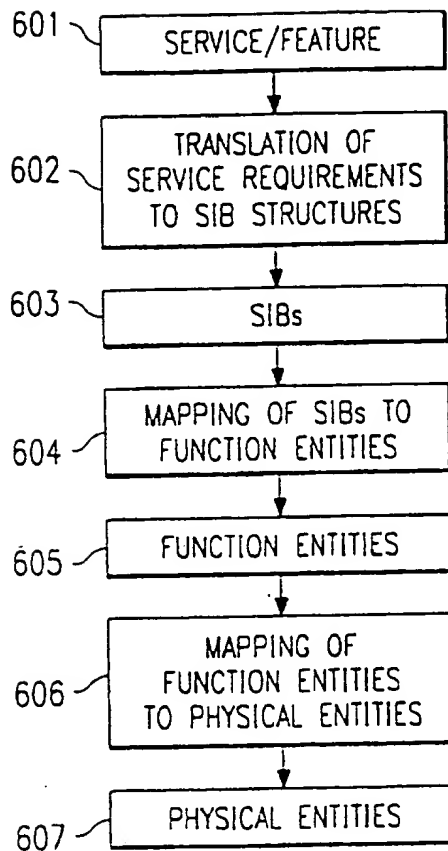 601
SERVICE/FEATURE
602
TRANSLATION OF
SERVICE REQUIREMENTS
TO SIB STRUCTURES
603
SIBs
604
MAPPING OF SIBs TO
FUNCTION ENTITIES
605
FUNCTION ENTITIES
606
MAPPING OF
FUNCTION ENTITIES
TO PHYSICAL ENTITIES
607
PHYSICAL ENTITIES